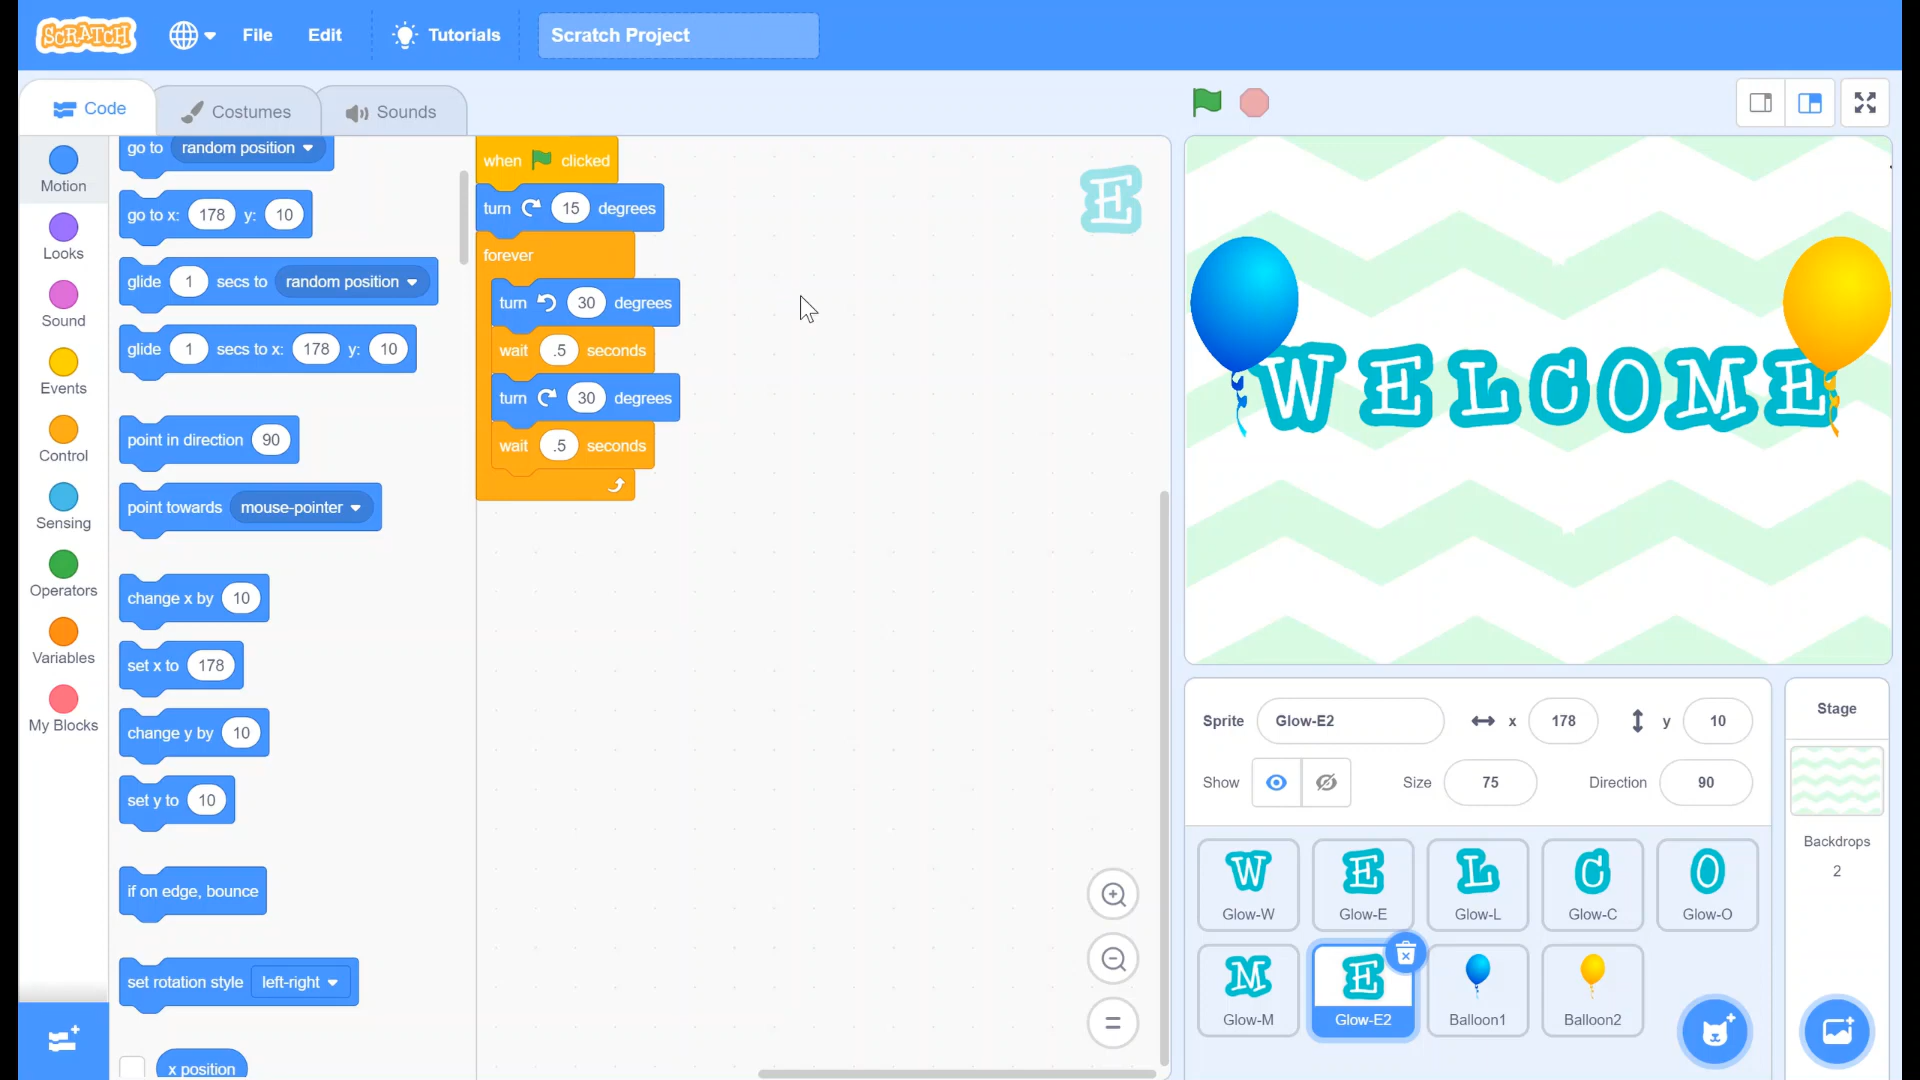 SCRATCH
File
Edit
Tutorials
Scratch Project
Code
Costumes
Sounds
Motion
Looks
Sound
Events
Control
Sensing
Operators
Variables
My Blocks
go to random position
go to x: 178 y: 10
glide 1 secs to random position
glide 1 secs to x: 178 y: 10
point in direction 90
point towards mouse-pointer
change x by 10
set x to 178
change y by 10
set y to 10
if on edge, bounce
set rotation style left-right
x position
when clicked
turn 15 degrees
forever
turn 30 degrees
wait .5 seconds
turn 30 degrees
wait .5 seconds
E
WELCOME
Sprite Glow-E2 x 178 y 10
Show Size 75 Direction 90
W E L C O
Glow-W Glow-E Glow-L Glow-C Glow-O
M E
Glow-M Glow-E2 Balloon1 Balloon2
Stage
Backdrops
2